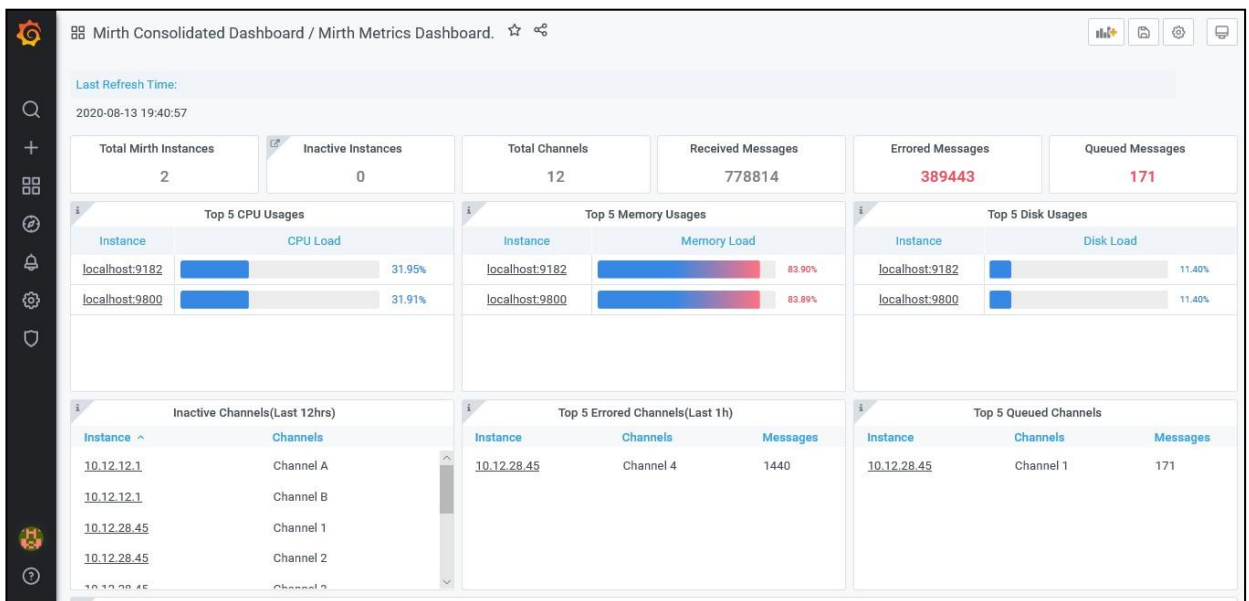 Mirth Consolidated Dashboard / Mirth Metrics Dashboard.
Last Refresh Time:
2020-08-13 19:40:57
Total Mirth Instances Inactive Instances Total Channels Received Messages Errored Messages Queued Messages
2 0 12 778814 389443 171
Top 5 CPU Usages Top 5 Memory Usages Top 5 Disk Usages
Instance CPU Load Instance Memory Load Instance Disk Load
localhost:9182 31.95% localhost:9182 83.90% localhost:9182 11.40%
localhost:9800 31.91% localhost:9800 83.89% localhost:9800 11.40%
Inactive Channels(Last 12hrs) Top 5 Errored Channels(Last 1h) Top 5 Queued Channels
Instance Channels Instance Channels Messages Instance Channels Messages
10.12.12.1 Channel A 10.12.28.45 Channel 4 1440 10.12.28.45 Channel 1 171
10.12.12.1 Channel B
10.12.28.45 Channel 1
10.12.28.45 Channel 2